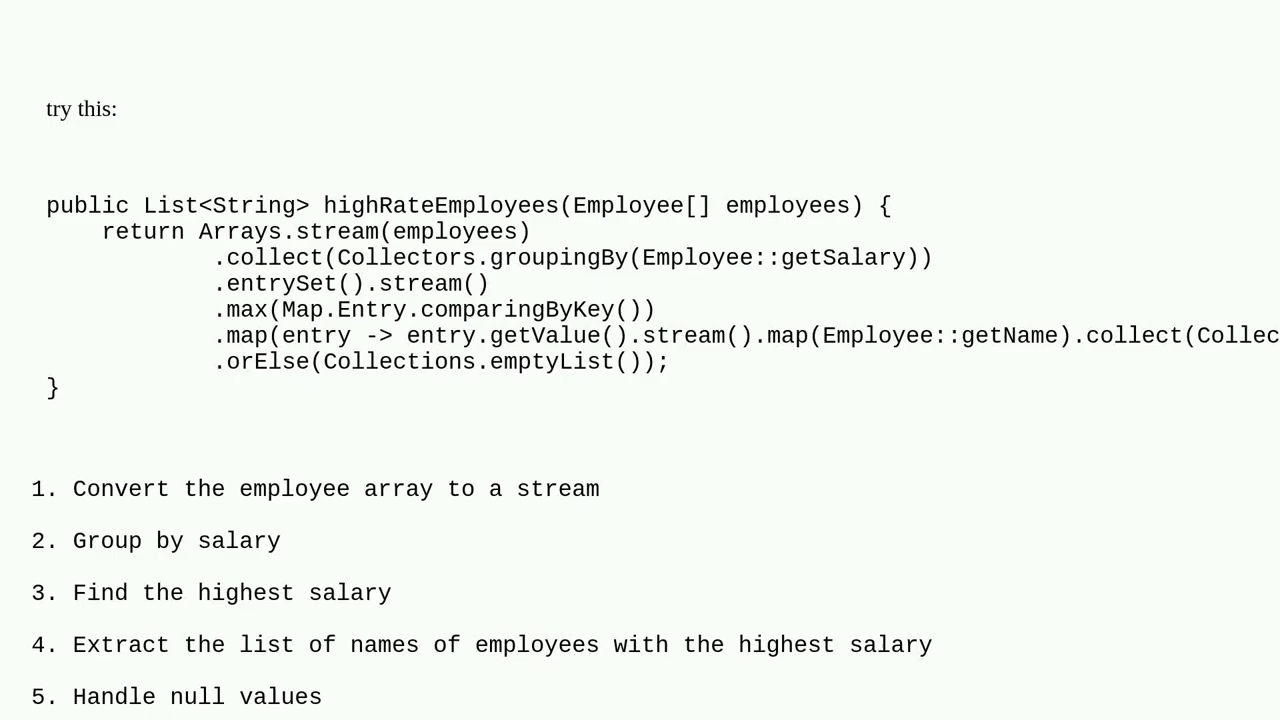 try this:
public List<String> highRateEmployees(Employee[] employees) {
return Arrays.stream(employees)
.collect(Collectors.groupingBy(Employee::getSalary))
.entrySet().stream()
.max(Map.Entry.comparingByKey())
.map(entry -> entry.getValue().stream().map(Employee::getName).collect(Collec
.orElse(Collections.emptyList());
}
1. Convert the employee array to a stream
2. Group by salary
3. Find the highest salary
4. Extract the list of names of employees with the highest salary
5. Handle null values